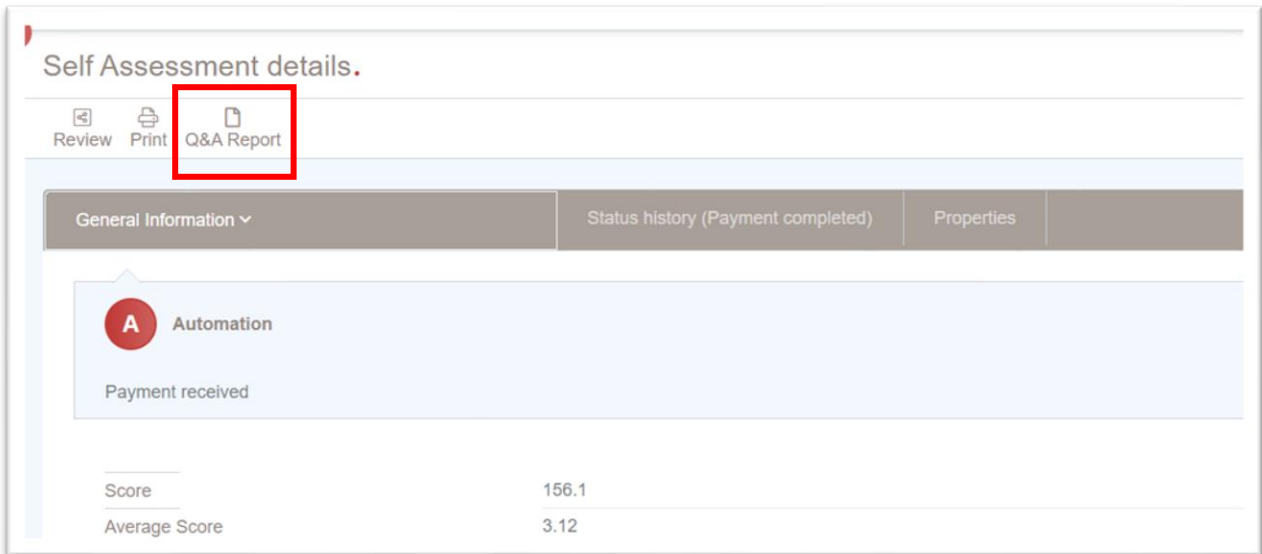 Self Assessment details.
Review Print Q&A Report
General Information Status history (Payment completed) Properties
A Automation
Payment received
Score 156.1
Average Score 3.12